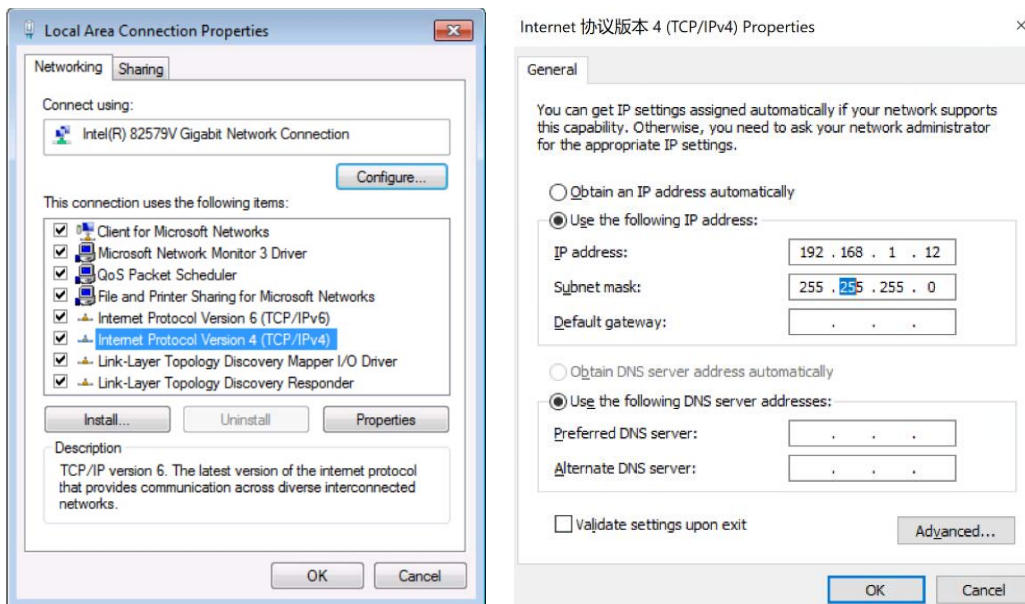 Local Area Connection Properties
Networking
Sharing
Connect using:
Intel(R) 82579V Gigabit Network Connection
Configure...
This connection uses the following items:
Client for Microsoft Networks
Microsoft Network Monitor 3 Driver
QoS Packet Scheduler
File and Printer Sharing for Microsoft Networks
Internet Protocol Version 6 (TCP/IPv6)
Internet Protocol Version 4 (TCP/IPv4)
Link-Layer Topology Discovery Mapper I/O Driver
Link-Layer Topology Discovery Responder
Install...
Uninstall
Properties
Description
TCP/IP version 6. The latest version of the internet protocol
that provides communication across diverse interconnected
networks.
OK
Cancel
Internet 协议版本 4 (TCP/IPv4) Properties
General
You can get IP settings assigned automatically if your network supports
this capability. Otherwise, you need to ask your network administrator
for the appropriate IP settings.
Obtain an IP address automatically
Use the following IP address:
IP address:
192 . 168 . 1 . 12
Subnet mask:
255 . 255 . 255 . 0
Default gateway:
. . .
Obtain DNS server address automatically
Use the following DNS server addresses:
Preferred DNS server:
. . .
Alternate DNS server:
. . .
Validate settings upon exit
Advanced...
OK
Cancel